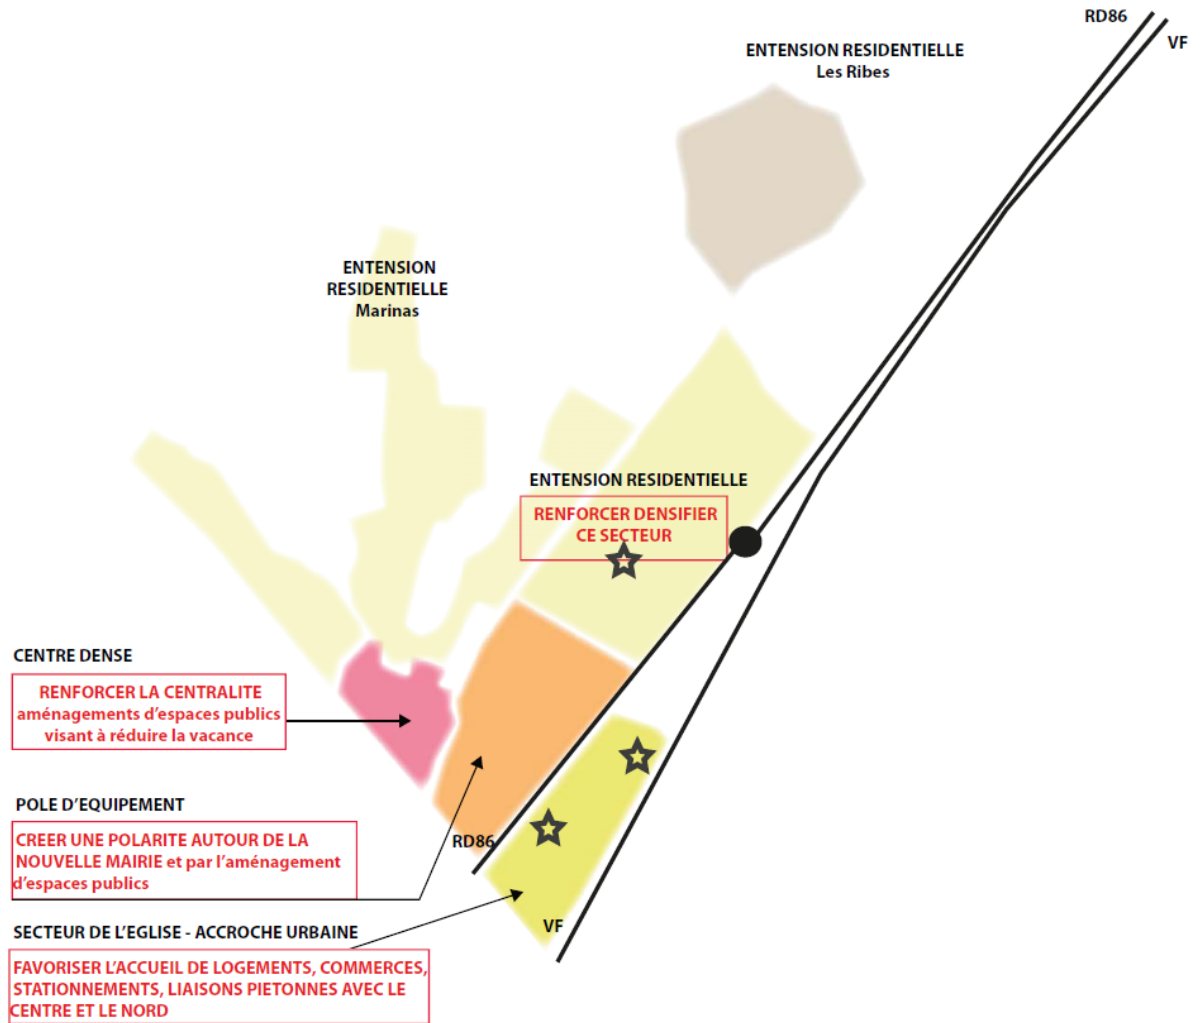 RD86
VF
ENTENSION RESIDENTIELLE
Les Ribes
ENTENSION
RESIDENTIELLE
Marinas
ENTENSION RESIDENTIELLE
RENFORCER DENSIFIER
CE SECTEUR
CENTRE DENSE
RENFORCER LA CENTRALITE
aménagements d'espaces publics
visant à réduire la vacance
POLE D'EQUIPEMENT
CREER UNE POLARITE AUTOUR DE LA
NOUVELLE MAIRIE et par l'aménagement
d'espaces publics
RD86
VF
SECTEUR DE L'EGLISE - ACCROCHE URBAINE
FAVORISER L'ACCUEIL DE LOGEMENTS, COMMERCES,
STATIONNEMENTS, LIAISONS PIETONNES AVEC LE
CENTRE ET LE NORD